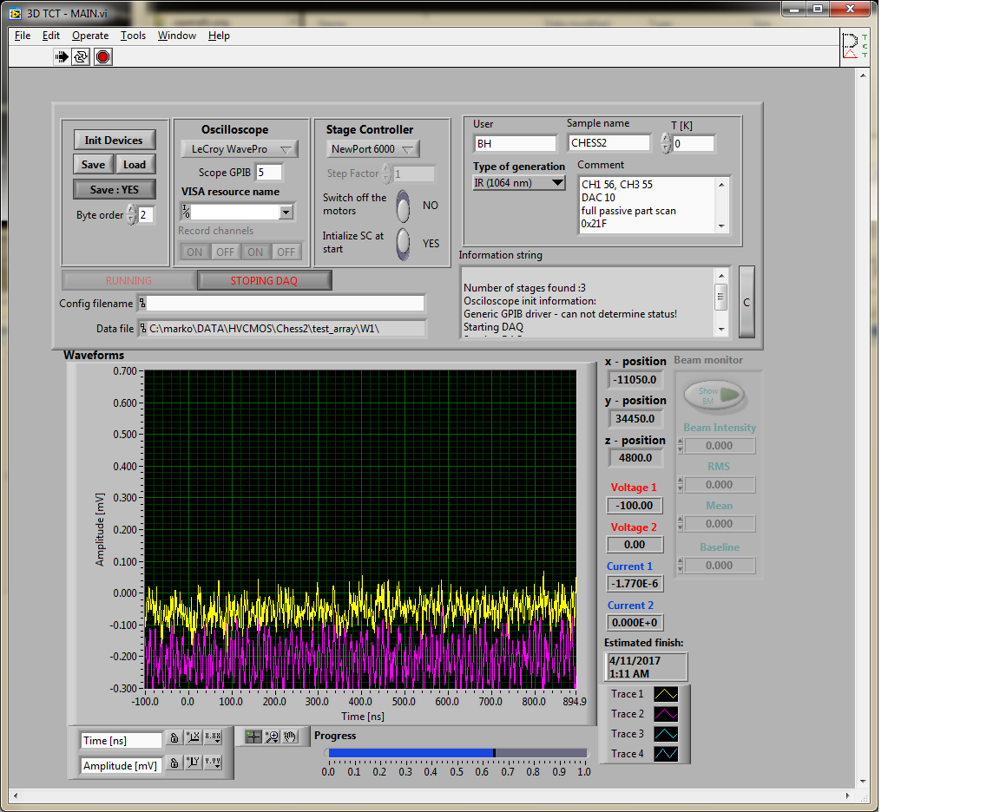 3D TCT - MAIN.vi
File Edit Operate Tools Window Help
T
C
T
Init Devices
Save Load
Save : YES
Byte order 2
Oscilloscope
LeCroy WavePro
Scope GPIB 5
VISA resource name
Record channels
ON OFF ON OFF
Stage Controller
NewPort 6000
Step Factor 1
Switch off the
motors
NO
Intialize SC at
start
YES
User
BH
Sample name
CHESS2
T [K]
0
Type of generation
IR (1064 nm)
Comment
CH1 56, CH3 55
DAC 10
full passive part scan
0x21F
RUNNING STOPING DAQ
Config filename
Data file C:\marko\DATA\HVCMOS\Chess2\test_array\W1\
Information string
Number of stages found :3
Osciloscope init information:
Generic GPIB driver - can not determine status!
Starting DAQ
C
Waveforms
0.700
0.600
0.500
0.400
0.300
0.200
0.100
0.000
-0.100
-0.200
-0.300
Amplitude [mV]
-100.0 0.0 100.0 200.0 300.0 400.0 500.0 600.0 700.0 800.0 894.9
Time [ns]
x - position
-11050.0
y - position
34450.0
z - position
4800.0
Voltage 1
-100.00
Voltage 2
0.00
Current 1
-1.770E-6
Current 2
0.000E+0
Estimated finish:
4/11/2017
1:11 AM
Trace 1
Trace 2
Trace 3
Trace 4
Beam monitor
Show
BM
Beam Intensity
0.000
RMS
0.000
Mean
0.000
Baseline
0.000
Time [ns] X X.XX
Amplitude [mV] Y Y.YY
Progress
0.0 0.1 0.2 0.3 0.4 0.5 0.6 0.7 0.8 0.9 1.0